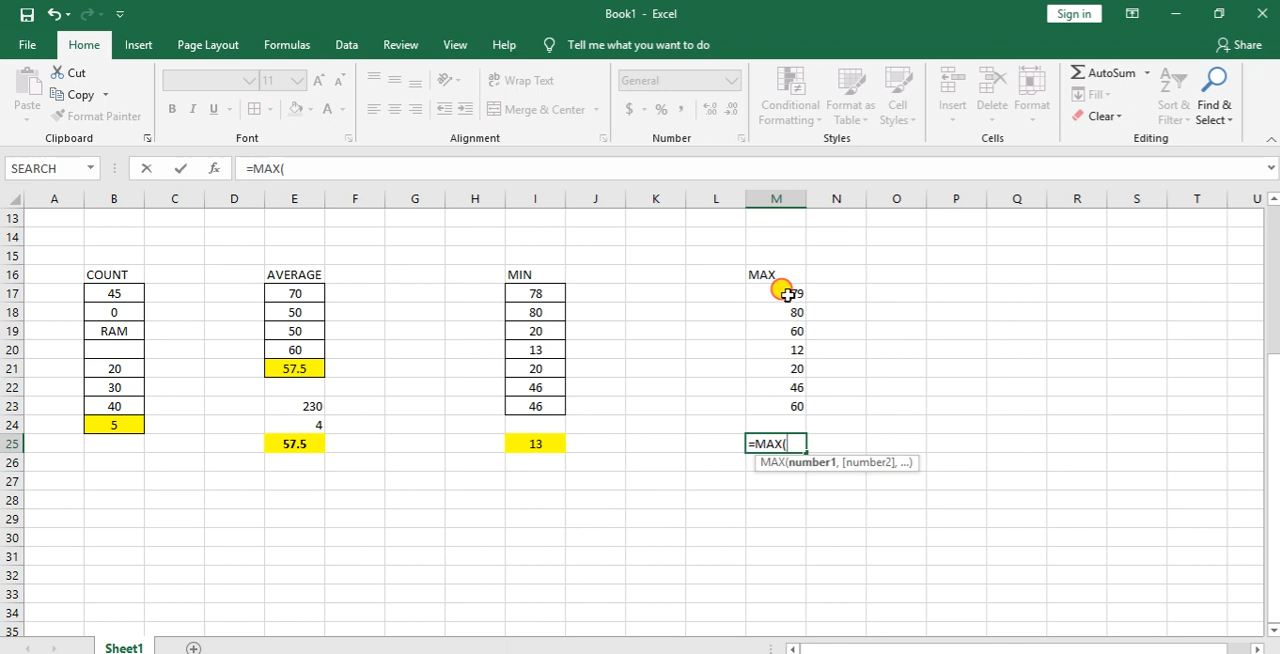 Book1 - Excel
Sign in
File Home Insert Page Layout Formulas Data Review View Help Tell me what you want to do Share
Paste
Cut
Copy
Format Painter
Clipboard
11 A A
B I U A
Font
ab Wrap Text
Merge & Center
Alignment
General
$ % ,
Number
Conditional Formatting
Format as Table
Cell Styles
Styles
Insert Delete Format
Cells
AutoSum
Fill
Clear
Sort & Filter
Find & Select
Editing
SEARCH fx =MAX(
A B C D E F G H I J K L M N O P Q R S T U
13
14
15
16 COUNT AVERAGE MIN MAX
17 45 70 78 79
18 0 50 80 80
19 RAM 50 20 60
20 60 13 12
21 20 57.5 20 20
22 30 46 46
23 40 230 46 60
24 5 4
25 57.5 13 =MAX(
MAX(number1, [number2], ...)
26
27
28
29
30
31
32
33
34
35
Sheet1